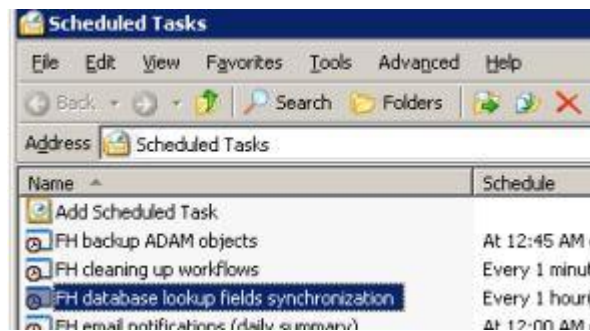 Scheduled Tasks
File Edit View Favorites Tools Advanced Help
Back Search Folders
Address Scheduled Tasks
Name Schedule
Add Scheduled Task
FH backup ADAM objects At 12:45 AM
FH cleaning up workflows Every 1 minut
FH database lookup fields synchronization Every 1 hour(
FH email notifications (daily summary) At 12:00 AM